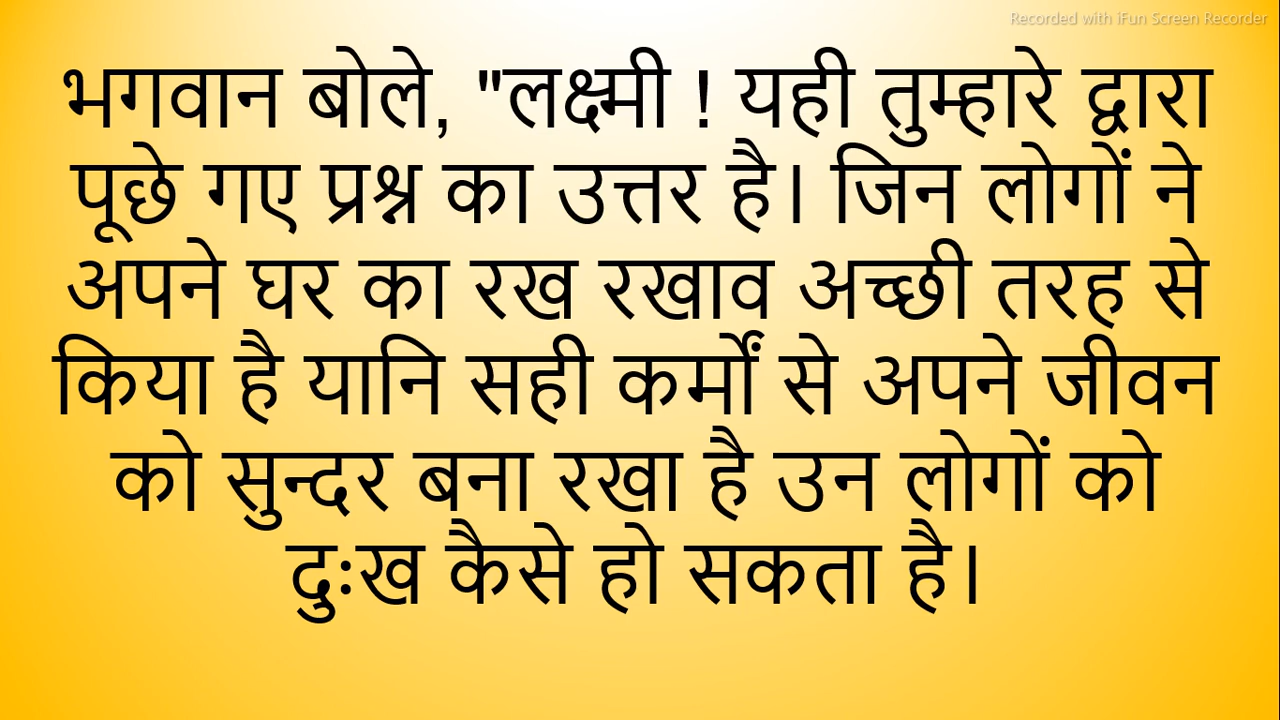 Recorded with iFun Screen Recorder
भगवान बोले, "लक्ष्मी ! यही तुम्हारे द्वारा
पूछे गए प्रश्न का उत्तर है। जिन लोगों ने
अपने घर का रख रखाव अच्छी तरह से
किया है यानि सही कर्मों से अपने जीवन
को सुन्दर बना रखा है उन लोगों को
दुःख कैसे हो सकता है।